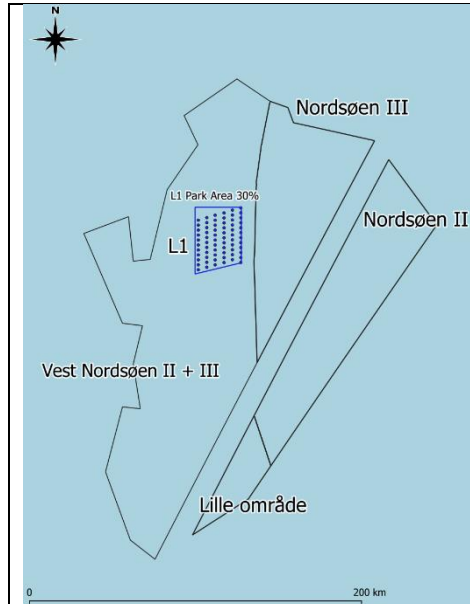 N
Nordsøen III
L1 Park Area 30%
Nordsøen II
L1
Vest Nordsøen II + III
Lille område
0
200 km